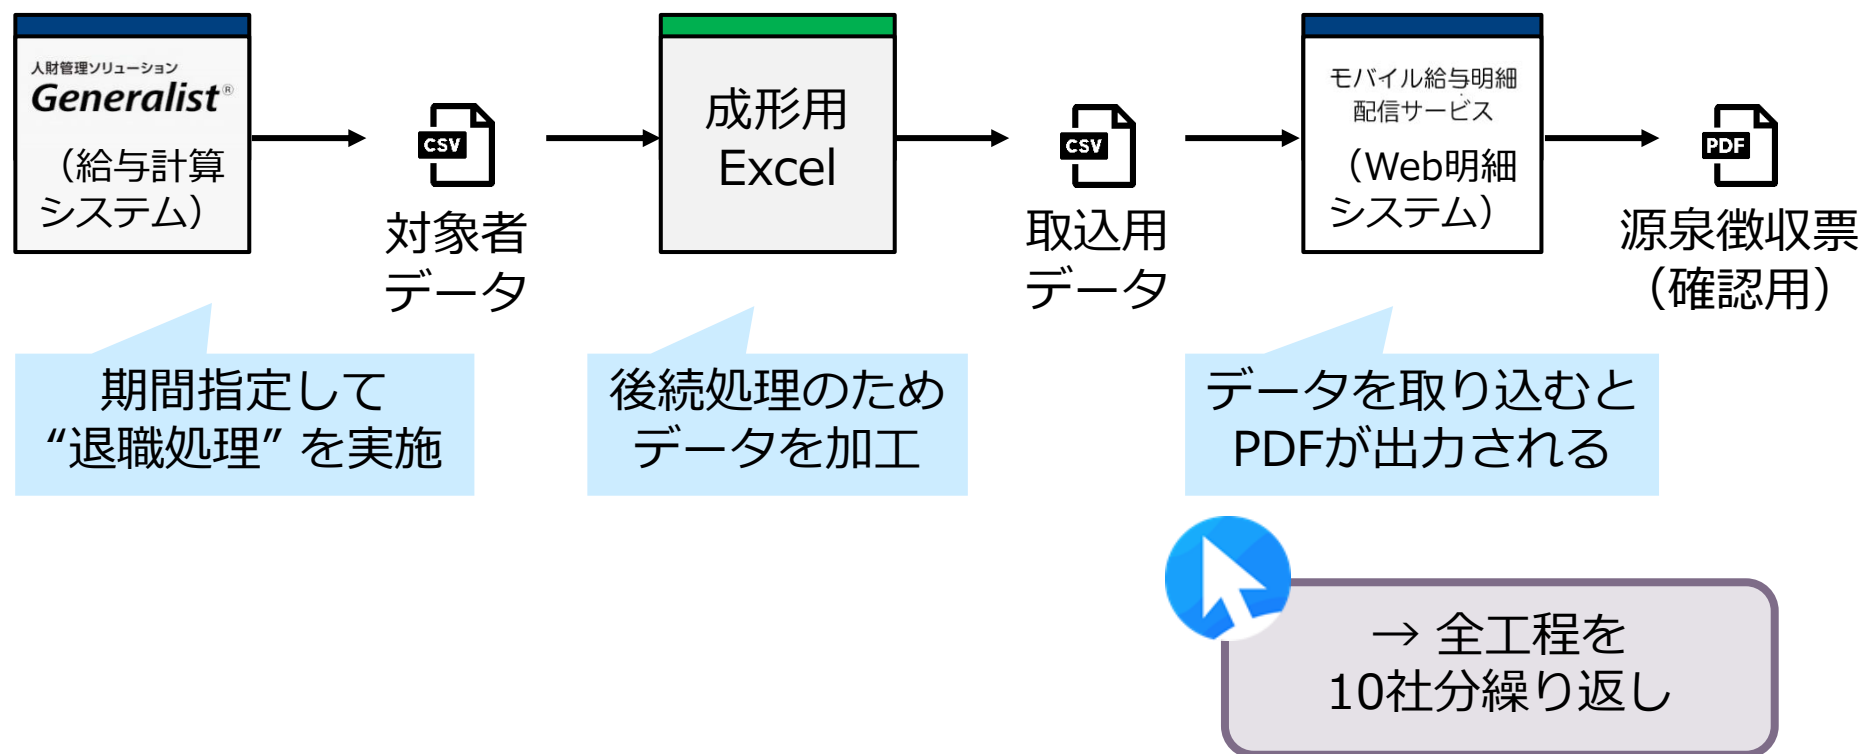 人財管理ソリューション
Generalist®
（給与計算
システム）
CSV
対象者
データ
成形用
Excel
CSV
取込用
データ
モバイル給与明細
配信サービス
（Web明細
システム）
PDF
源泉徴収票
（確認用）
期間指定して
“退職処理” を実施
後続処理のため
データを加工
データを取り込むと
PDFが出力される
→ 全工程を
10社分繰り返し